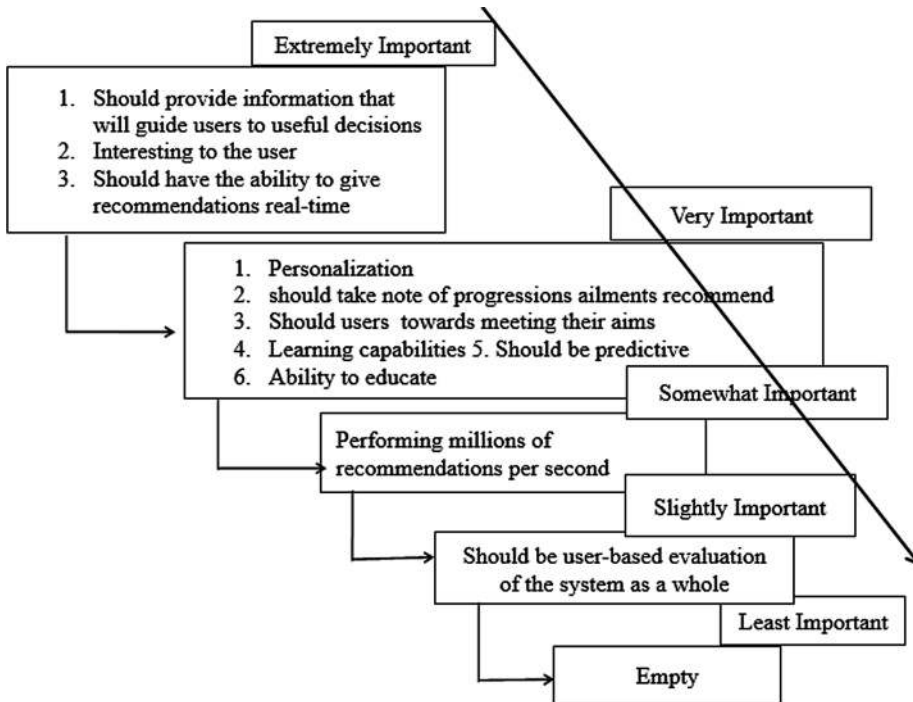 Extremely Important
1. Should provide information that
will guide users to useful decisions
2. Interesting to the user
3. Should have the ability to give
recommendations real-time
Very Important
1. Personalization
2. should take note of progressions ailments recommend
3. Should users towards meeting their aims
4. Learning capabilities 5. Should be predictive
6. Ability to educate
Somewhat Important
Performing millions of
recommendations per second
Slightly Important
Should be user-based evaluation
of the system as a whole
Least Important
Empty